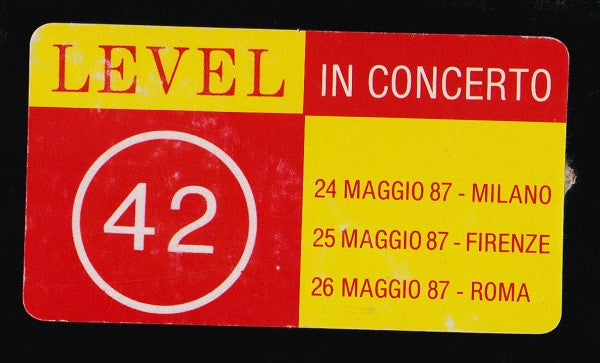 LEVEL
42
IN CONCERTO
24 MAGGIO 87 - MILANO
25 MAGGIO 87 - FIRENZE
26 MAGGIO 87 - ROMA